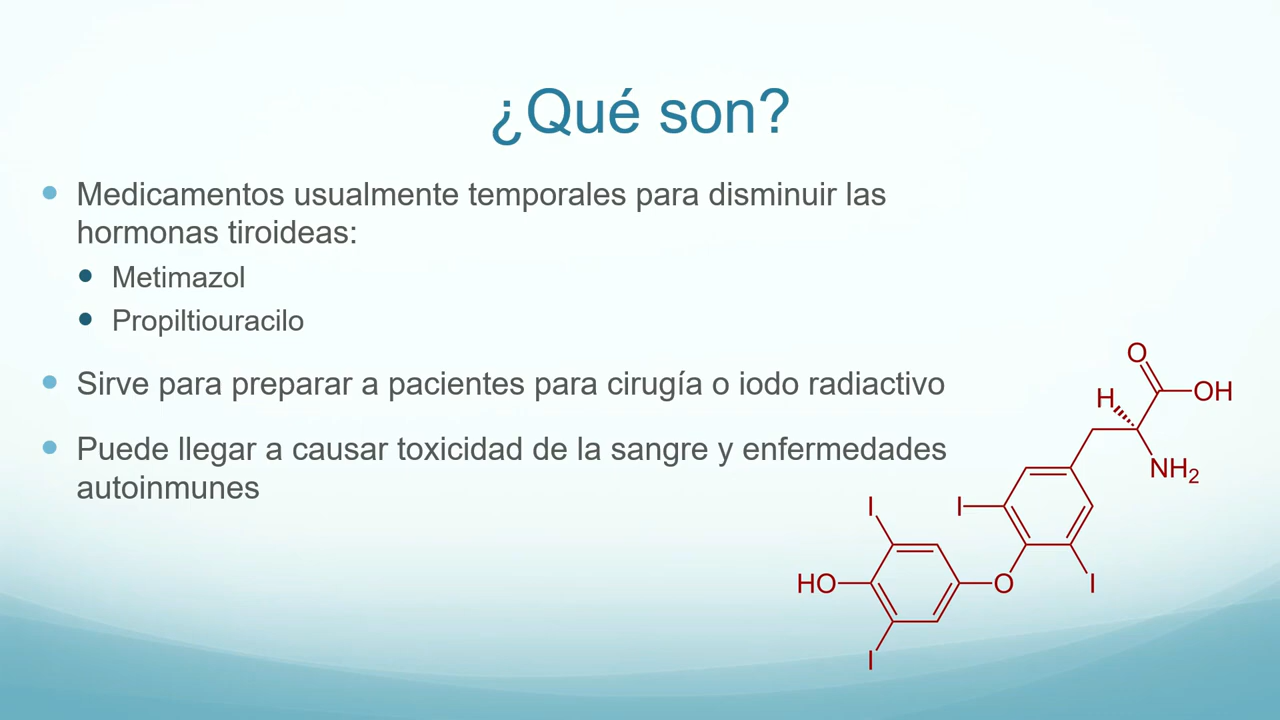 ¿Qué son?
Medicamentos usualmente temporales para disminuir las
hormonas tiroideas:
Metimazol
Propiltiouracilo
Sirve para preparar a pacientes para cirugía o iodo radiactivo
Puede llegar a causar toxicidad de la sangre y enfermedades
autoinmunes
O
H
OH
NH2
I
I
HO
O
I
I